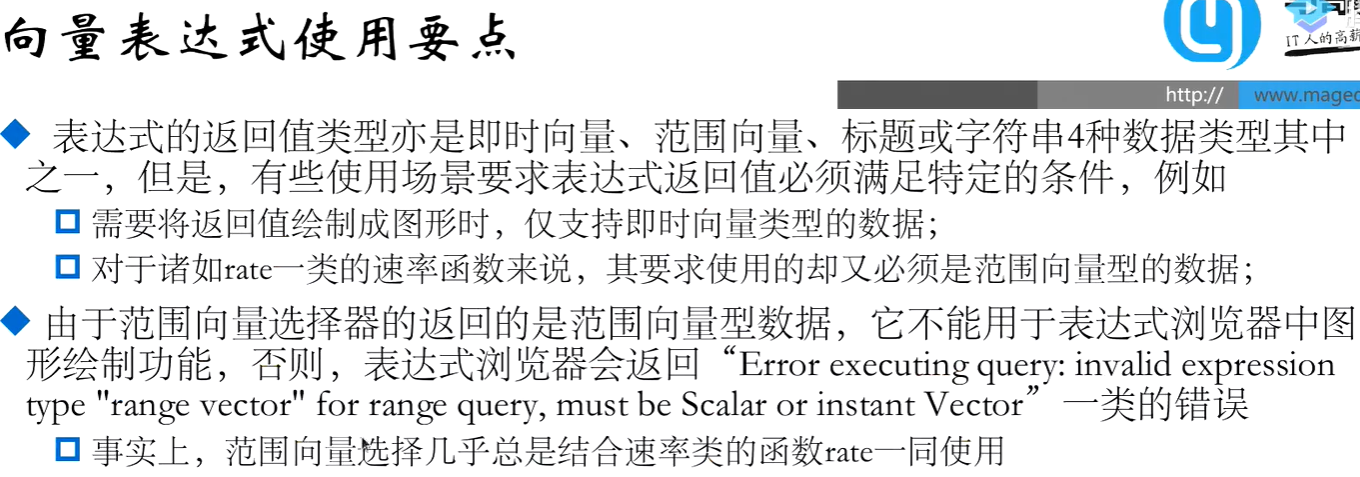 向量表达式使用要点
IT人的高薪
http://
www.mage
表达式的返回值类型亦是即时向量、范围向量、标题或字符串4种数据类型其中
之一，但是，有些使用场景要求表达式返回值必须满足特定的条件，例如
需要将返回值绘制成图形时，仅支持即时向量类型的数据；
对于诸如rate一类的速率函数来说，其要求使用的却又必须是范围向量型的数据；
由于范围向量选择器的返回的是范围向量型数据，它不能用于表达式浏览器中图
形绘制功能，否则，表达式浏览器会返回“Error executing query: invalid expression
type "range vector" for range query, must be Scalar or instant Vector”一类的错误
事实上，范围向量选择几乎总是结合速率类的函数rate一同使用